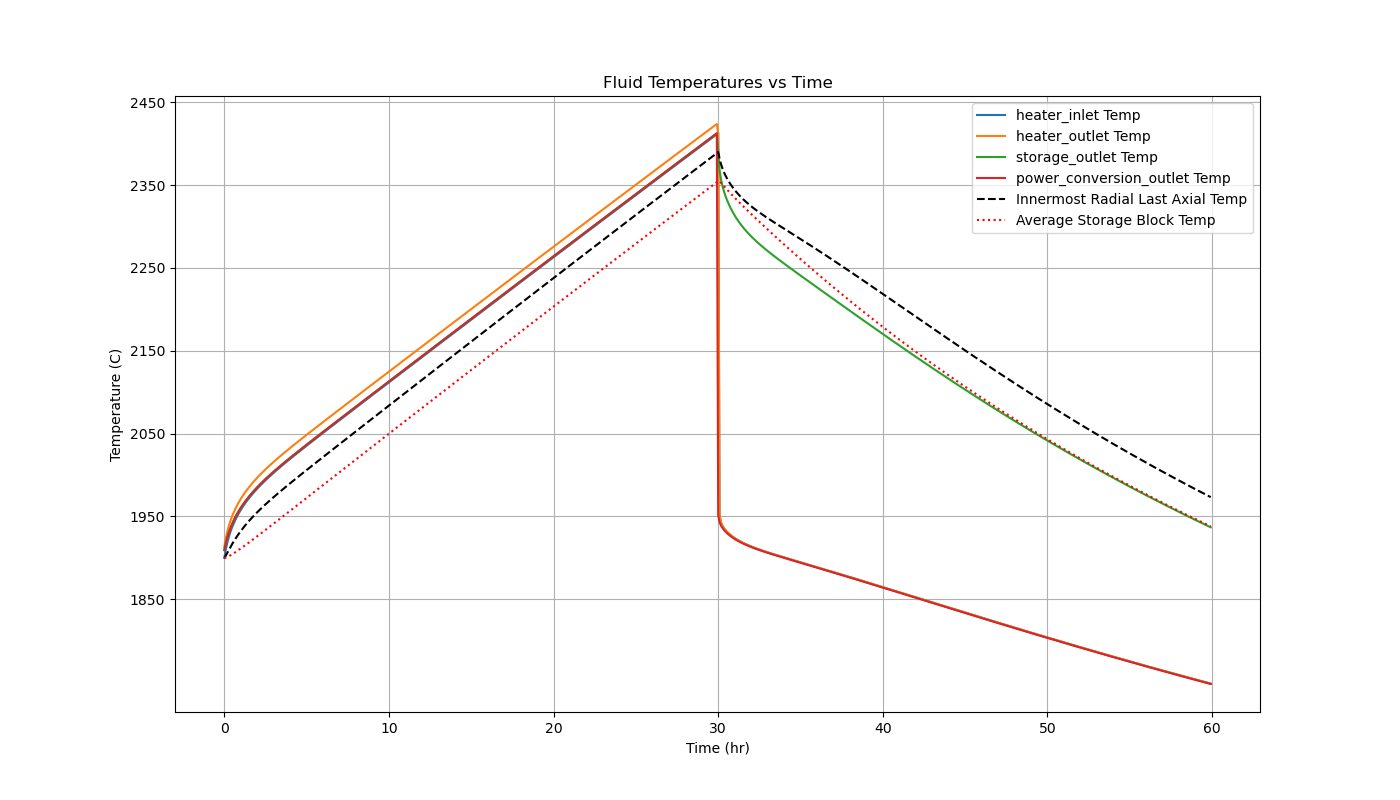 Fluid Temperatures vs Time
heater_inlet Temp
heater_outlet Temp
storage_outlet Temp
power_conversion_outlet Temp
Innermost Radial Last Axial Temp
Average Storage Block Temp
Temperature (C)
2450
2350
2250
2150
2050
1950
1850
0 10 20 30 40 50 60
Time (hr)